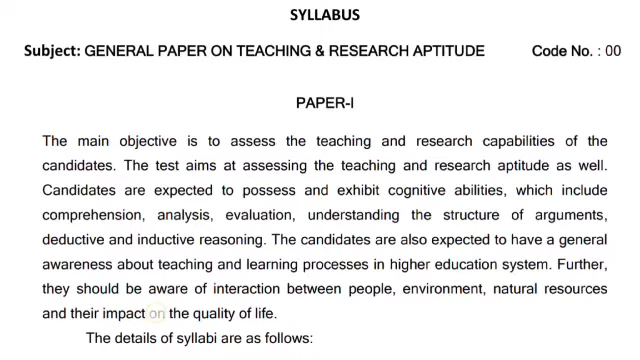 SYLLABUS
Subject: GENERAL PAPER ON TEACHING & RESEARCH APTITUDE Code No. : 00
PAPER-I
The main objective is to assess the teaching and research capabilities of the
candidates. The test aims at assessing the teaching and research aptitude as well.
Candidates are expected to possess and exhibit cognitive abilities, which include
comprehension, analysis, evaluation, understanding the structure of arguments,
deductive and inductive reasoning. The candidates are also expected to have a general
awareness about teaching and learning processes in higher education system. Further,
they should be aware of interaction between people, environment, natural resources
and their impact on the quality of life.
The details of syllabi are as follows: